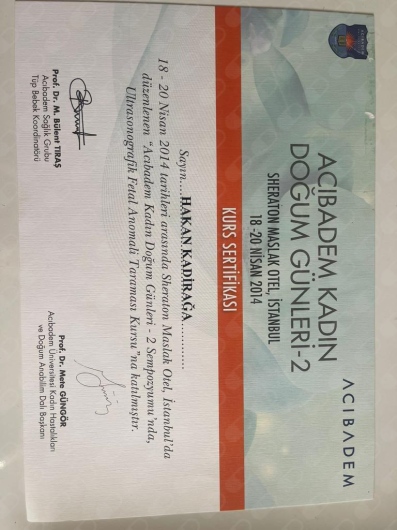 ACIBADEM
ACIBADEM
ACIBADEM KADIN
DOĞUM GÜNLERİ-2
SHERATON MASLAK OTEL, İSTANBUL
18 -20 NİSAN 2014
KURS SERTİFİKASI
Sayın....HAKAN KADİRAĞA............
18 - 20 Nisan 2014 tarihleri arasında Sheraton Maslak Otel, İstanbul'da
düzenlenen "Acıbadem Kadın Doğum Günleri - 2 Sempozyumu'nda,
Ultrasonografik Fetal Anomali Taraması Kursu"na katılmıştır.
Prof. Dr. M. Bülent TIRAŞ
Acıbadem Sağlık Grubu
Tüp Bebek Koordinatörü
Prof. Dr. Mete GÜNGÖR
Acıbadem Üniversitesi Kadın Hastalıkları
ve Doğum Anabilim Dalı Başkanı